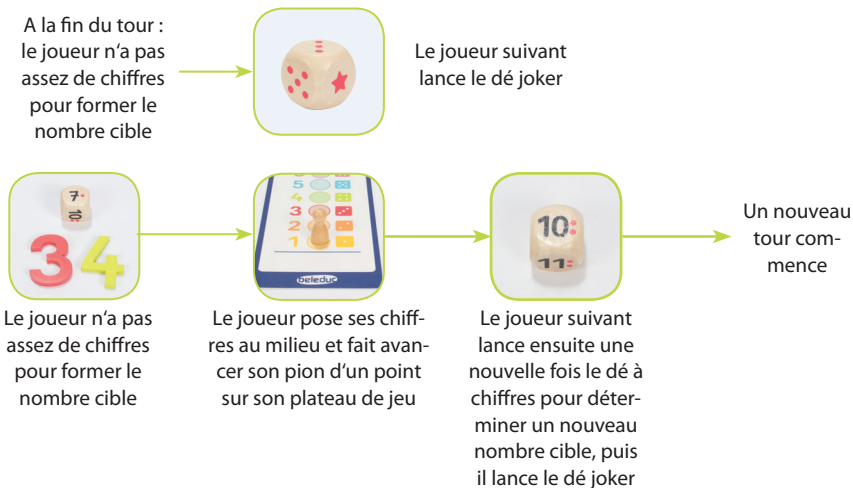 A la fin du tour :
le joueur n‘a pas
assez de chiffres
pour former le
nombre cible
Le joueur suivant
lance le dé joker
7:
10:
3 4
5
4
3
2
1
beleduc
10:
11:
Un nouveau
tour com-
mence
Le joueur n‘a pas
assez de chiffres
pour former le
nombre cible
Le joueur pose ses chiff-
res au milieu et fait avan-
cer son pion d‘un point
sur son plateau de jeu
Le joueur suivant
lance ensuite une
nouvelle fois le dé à
chiffres pour déter-
miner un nouveau
nombre cible, puis
il lance le dé joker